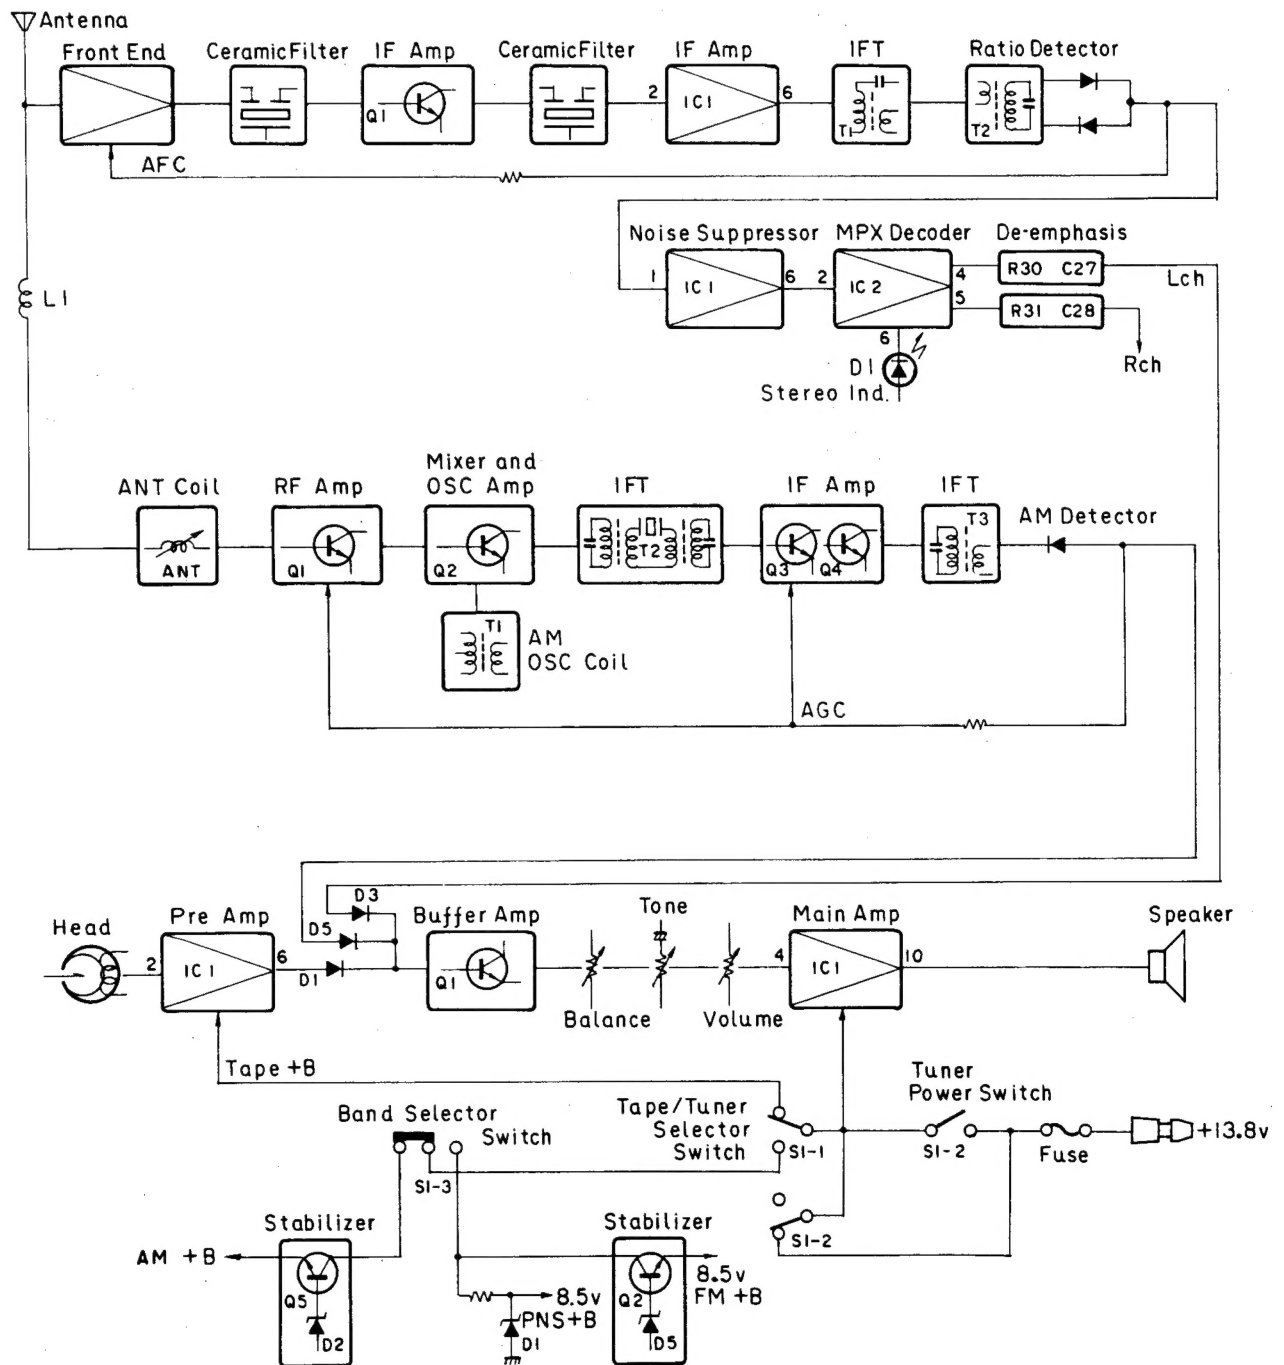 Antenna
Front End
Ceramic Filter
IF Amp
Ceramic Filter
IF Amp
IFT
Ratio Detector
Q1
2
IC1
6
T1
T2
AFC
Noise Suppressor
MPX Decoder
De-emphasis
1
IC1
6
2
IC2
4
5
6
R30 C27
R31 C28
Lch
Rch
D1
Stereo Ind.
L1
ANT Coil
RF Amp
Mixer and
OSC Amp
IFT
IF Amp
IFT
AM Detector
ANT
Q1
Q2
T2
Q3
Q4
T3
T1
AM
OSC Coil
AGC
Head
Pre Amp
D3
D5
D1
Buffer Amp
Tone
Main Amp
Speaker
2
IC1
6
Q1
4
IC1
10
Balance
Volume
Tape +B
Tuner
Power Switch
Band Selector
Switch
Tape/Tuner
Selector
Switch
S1-1
S1-2
Fuse
+13.8v
S1-3
S1-2
Stabilizer
Stabilizer
AM +B
Q5
D2
8.5v
PNS+B
D1
Q2
D5
8.5v
FM +B